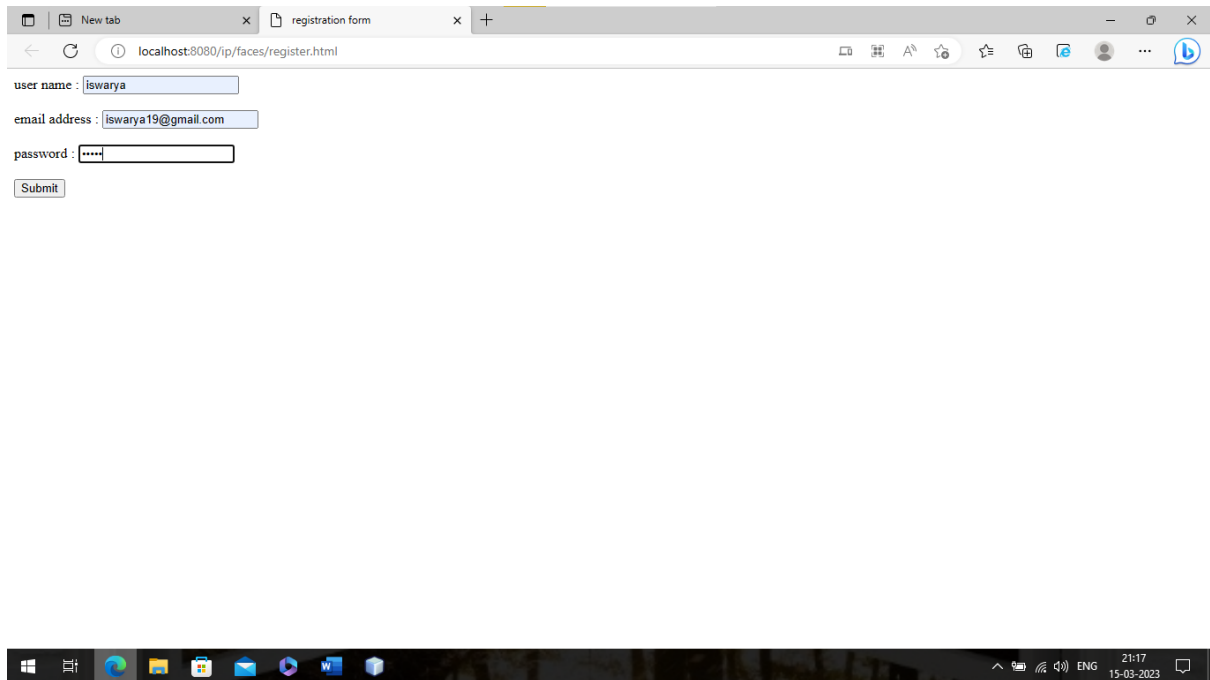 New tab
registration form
localhost:8080/ip/faces/register.html
user name : iswarya
email address : iswarya19@gmail.com
password : •••••
Submit
ENG
21:17
15-03-2023